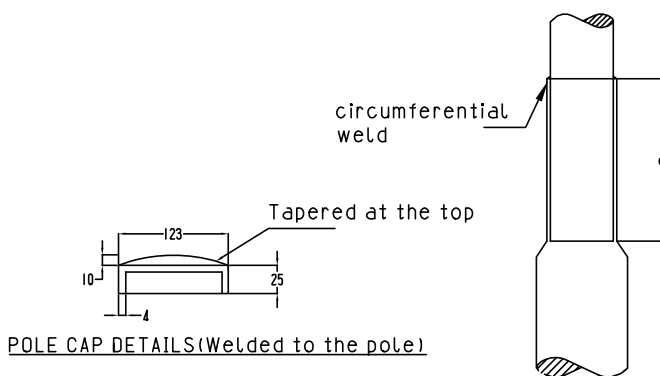 circumferential
weld
Tapered at the top
123
10
25
4
POLE CAP DETAILS(Welded to the pole)